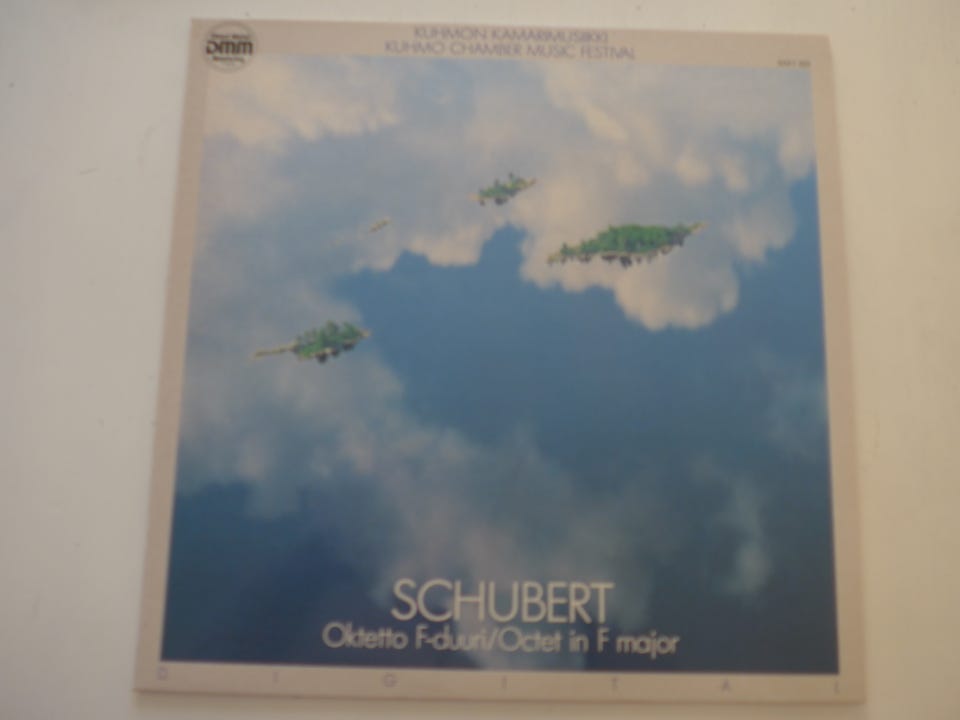 KUHMON KAMARIMUSIIKKI
KUHMO CHAMBER MUSIC FESTIVAL
DMM
SCHUBERT
Oktetto F-duuri/Octet in F major
D I G I T A L